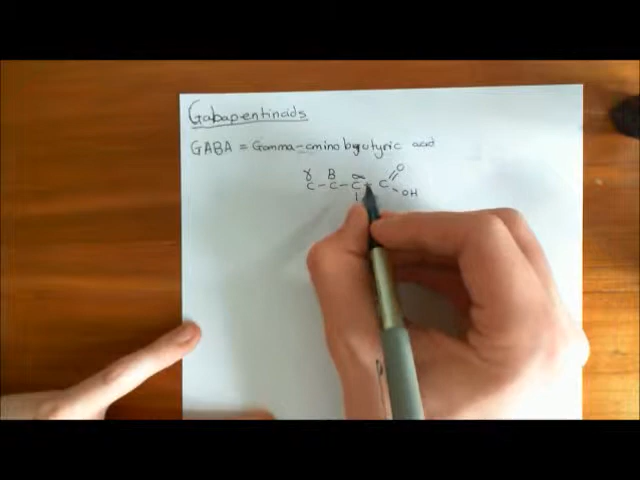 Gabapentinoids
GABA = Gamma-amino butyric acid
γ B ∝ O
C - C - C - C
OH